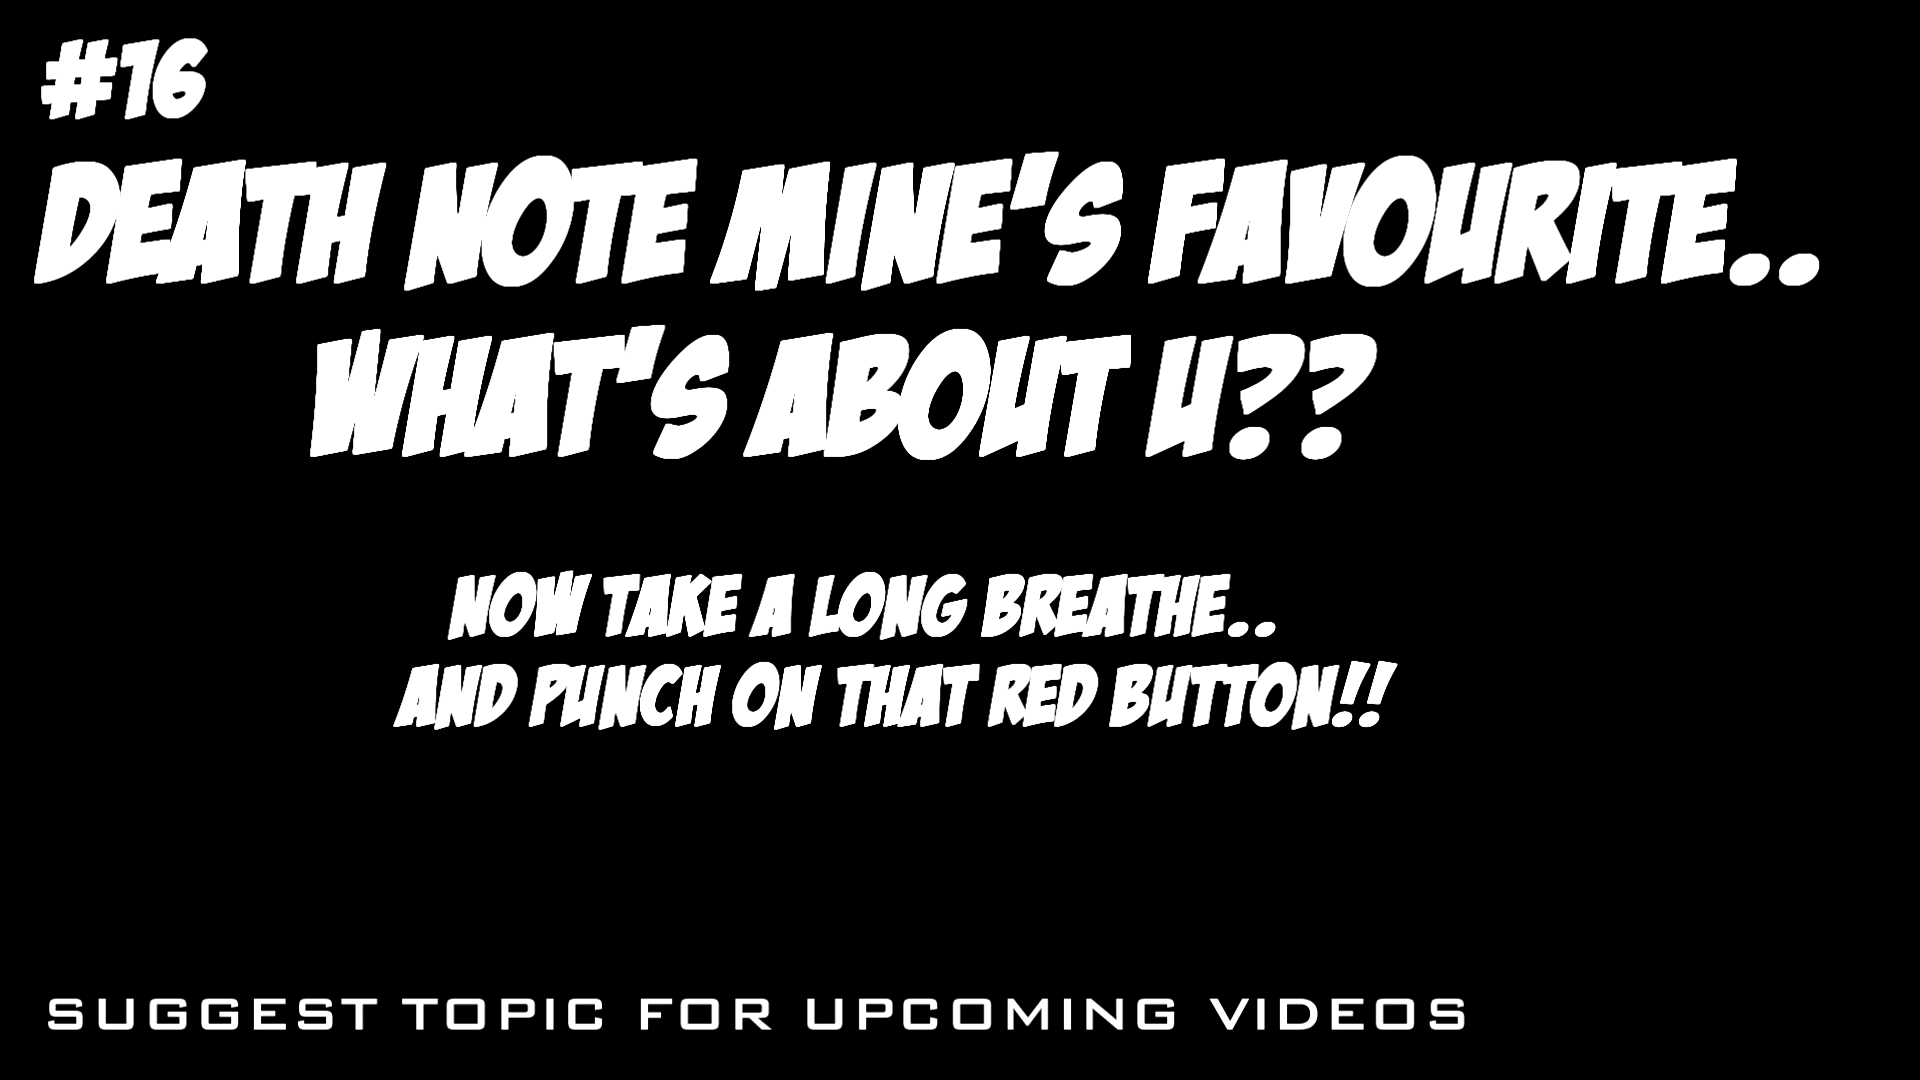 #16
DEATH NOTE MINE'S FAVOURITE..
WHAT'S ABOUT U??
NOW TAKE A LONG BREATHE..
AND PUNCH ON THAT RED BUTTON!!
SUGGEST TOPIC FOR UPCOMING VIDEOS